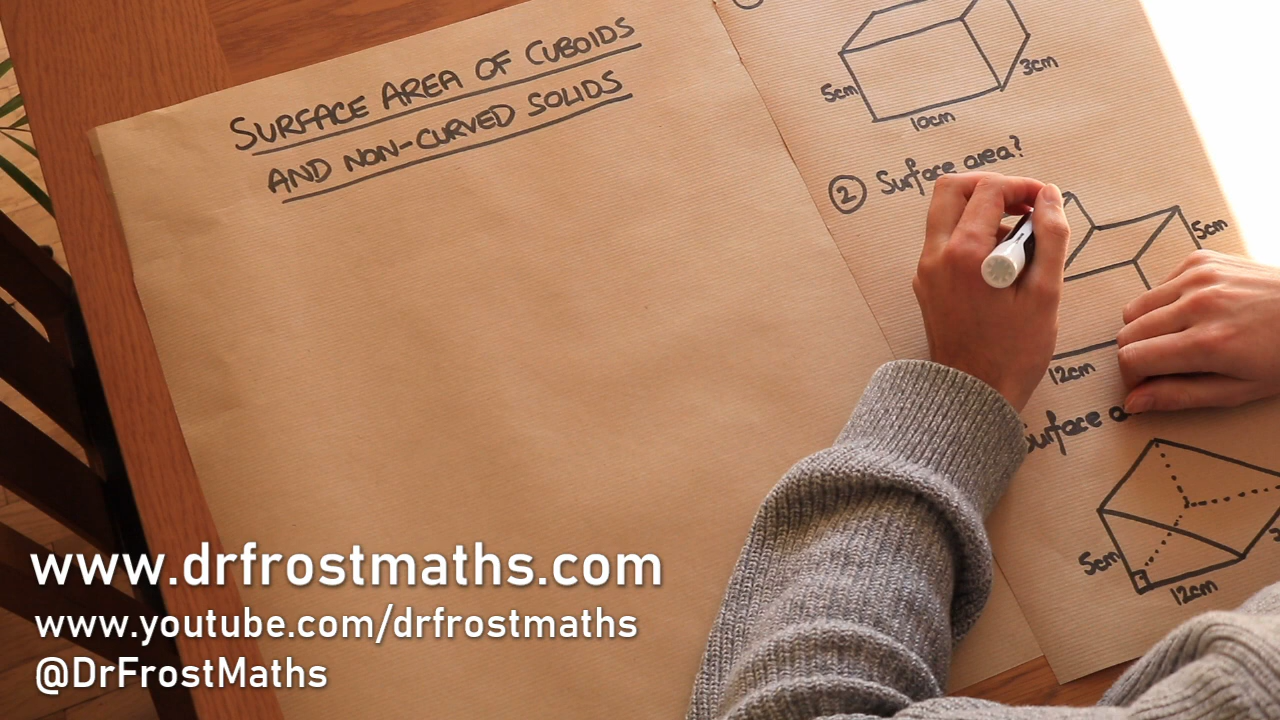 SURFACE AREA OF CUBOIDS
AND NON-CURVED SOLIDS
5cm
3cm
10cm
2 Surface area?
5cm
12cm
Surface
5cm
12cm
www.drfrostmaths.com
www.youtube.com/drfrostmaths
@DrFrostMaths